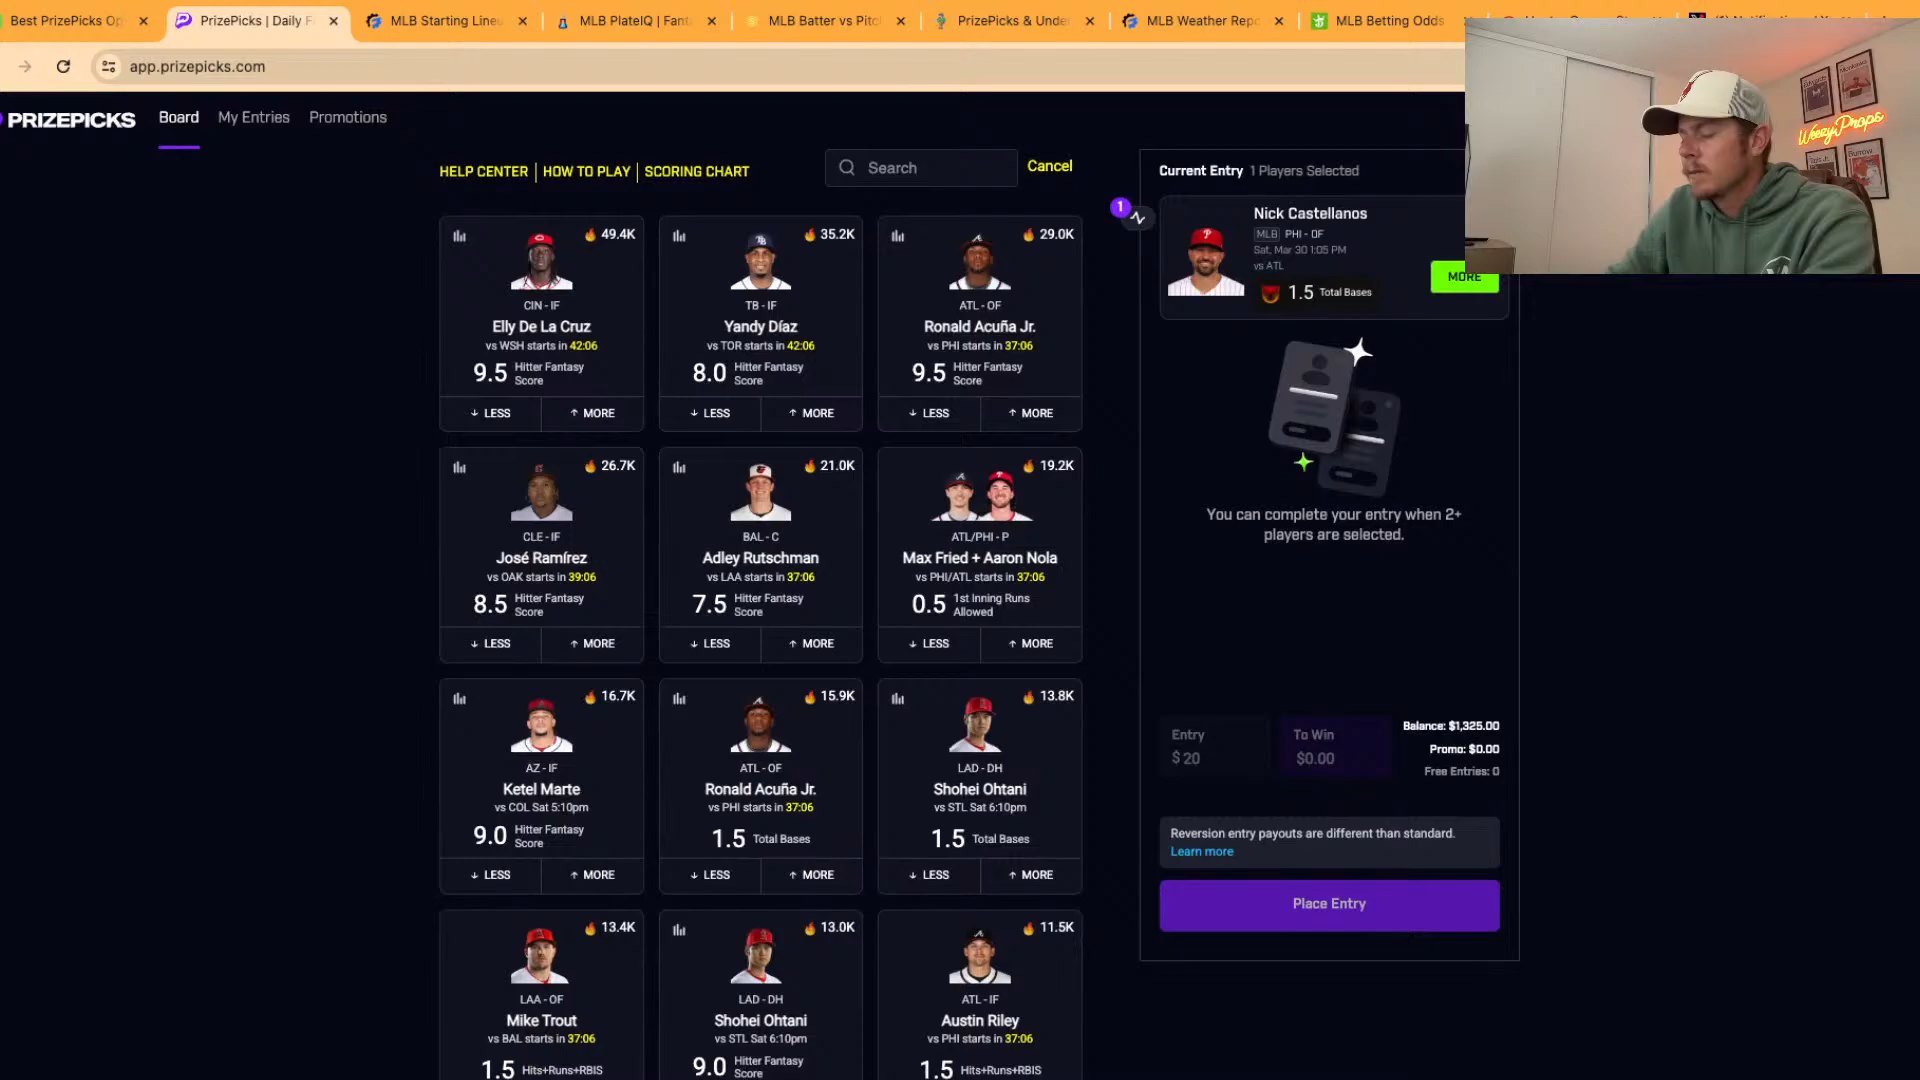 Best PrizePicks Op
PrizePicks | Daily F
MLB Starting Lineu
MLB PlateIQ | Fant
MLB Batter vs Pitc
PrizePicks & Under
MLB Weather Repo
MLB Betting Odds
app.prizepicks.com
PRIZEPICKS
Board
My Entries
Promotions
HELP CENTER
HOW TO PLAY
SCORING CHART
Search
Cancel
49.4K
CIN - IF
Elly De La Cruz
vs WSH starts in 42:06
9.5 Hitter Fantasy Score
LESS
MORE
35.2K
TB - IF
Yandy Díaz
vs TOR starts in 42:06
8.0 Hitter Fantasy Score
LESS
MORE
29.0K
ATL - OF
Ronald Acuña Jr.
vs PHI starts in 37:06
9.5 Hitter Fantasy Score
LESS
MORE
26.7K
CLE - IF
José Ramírez
vs OAK starts in 39:06
8.5 Hitter Fantasy Score
LESS
MORE
21.0K
BAL - C
Adley Rutschman
vs LAA starts in 37:06
7.5 Hitter Fantasy Score
LESS
MORE
19.2K
ATL/PHI - P
Max Fried + Aaron Nola
vs PHI/ATL starts in 37:06
0.5 1st Inning Runs Allowed
LESS
MORE
16.7K
AZ - IF
Ketel Marte
vs COL Sat 5:10pm
9.0 Hitter Fantasy Score
LESS
MORE
15.9K
ATL - OF
Ronald Acuña Jr.
vs PHI starts in 37:06
1.5 Total Bases
LESS
MORE
13.8K
LAD - DH
Shohei Ohtani
vs STL Sat 6:10pm
1.5 Total Bases
LESS
MORE
13.4K
LAA - OF
Mike Trout
vs BAL starts in 37:06
1.5 Hits+Runs+RBIS
13.0K
LAD - DH
Shohei Ohtani
vs STL Sat 6:10pm
9.0 Hitter Fantasy Score
11.5K
ATL - IF
Austin Riley
vs PHI starts in 37:06
1.5 Hits+Runs+RBIS
Current Entry 1 Players Selected
1
Nick Castellanos
MLB PHI - OF
Sat, Mar 30 1:05 PM
vs ATL
1.5 Total Bases
MORE
You can complete your entry when 2+
players are selected.
Entry
$ 20
To Win
$0.00
Balance: $1,325.00
Promo: $0.00
Free Entries: 0
Reversion entry payouts are different than standard.
Learn more
Place Entry
WeezyProps